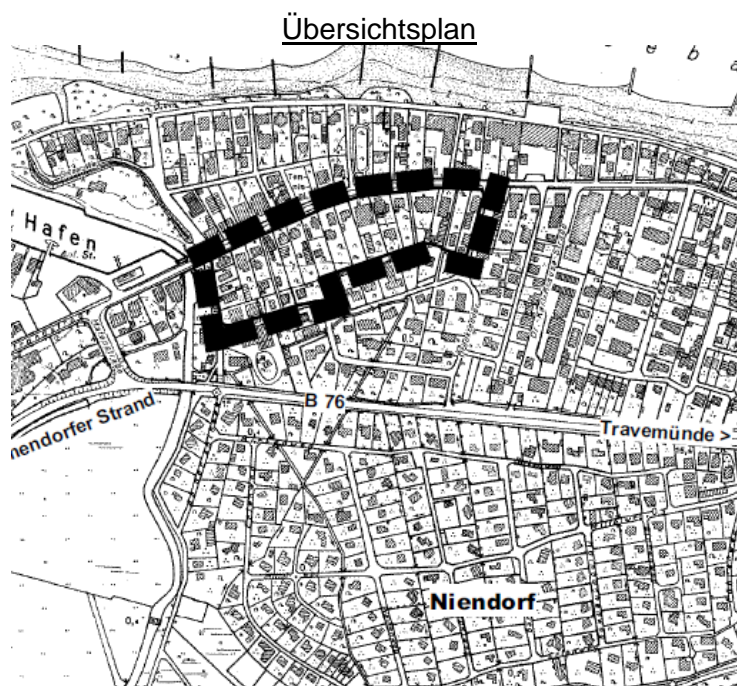 Übersichtsplan
e b a
Hafen
B 76
nendorfer Strand
Travemünde >
Niendorf